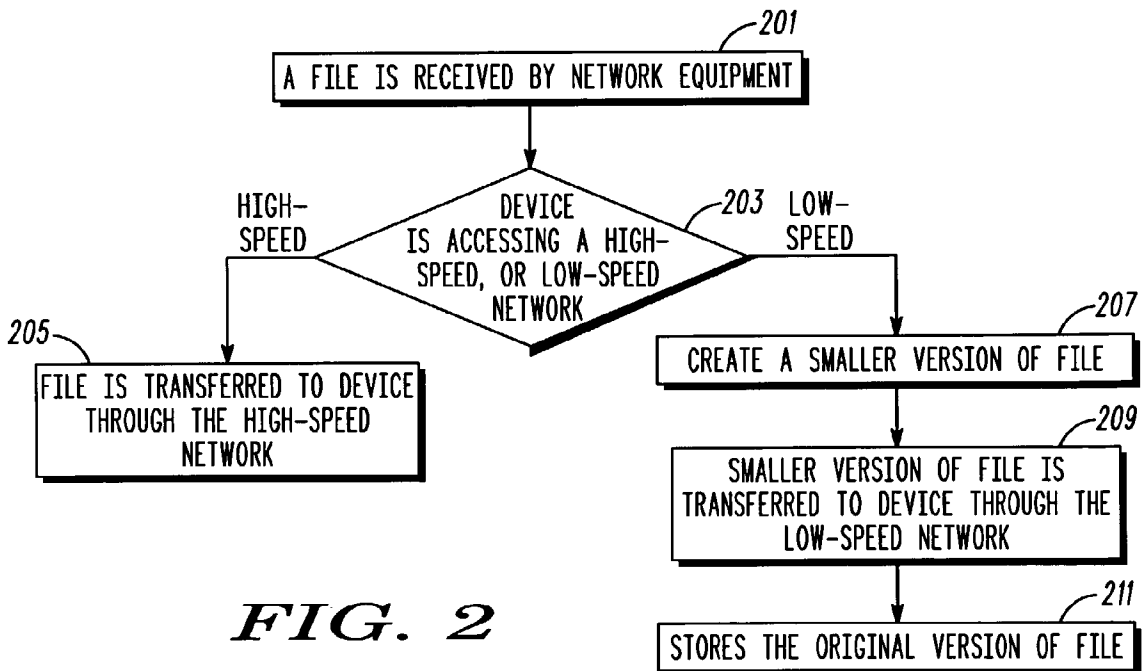 201
A FILE IS RECEIVED BY NETWORK EQUIPMENT
HIGH-
SPEED
DEVICE
IS ACCESSING A HIGH-
SPEED, OR LOW-SPEED
NETWORK
203
LOW-
SPEED
205
FILE IS TRANSFERRED TO DEVICE
THROUGH THE HIGH-SPEED
NETWORK
207
CREATE A SMALLER VERSION OF FILE
209
SMALLER VERSION OF FILE IS
TRANSFERRED TO DEVICE THROUGH THE
LOW-SPEED NETWORK
211
STORES THE ORIGINAL VERSION OF FILE
FIG. 2